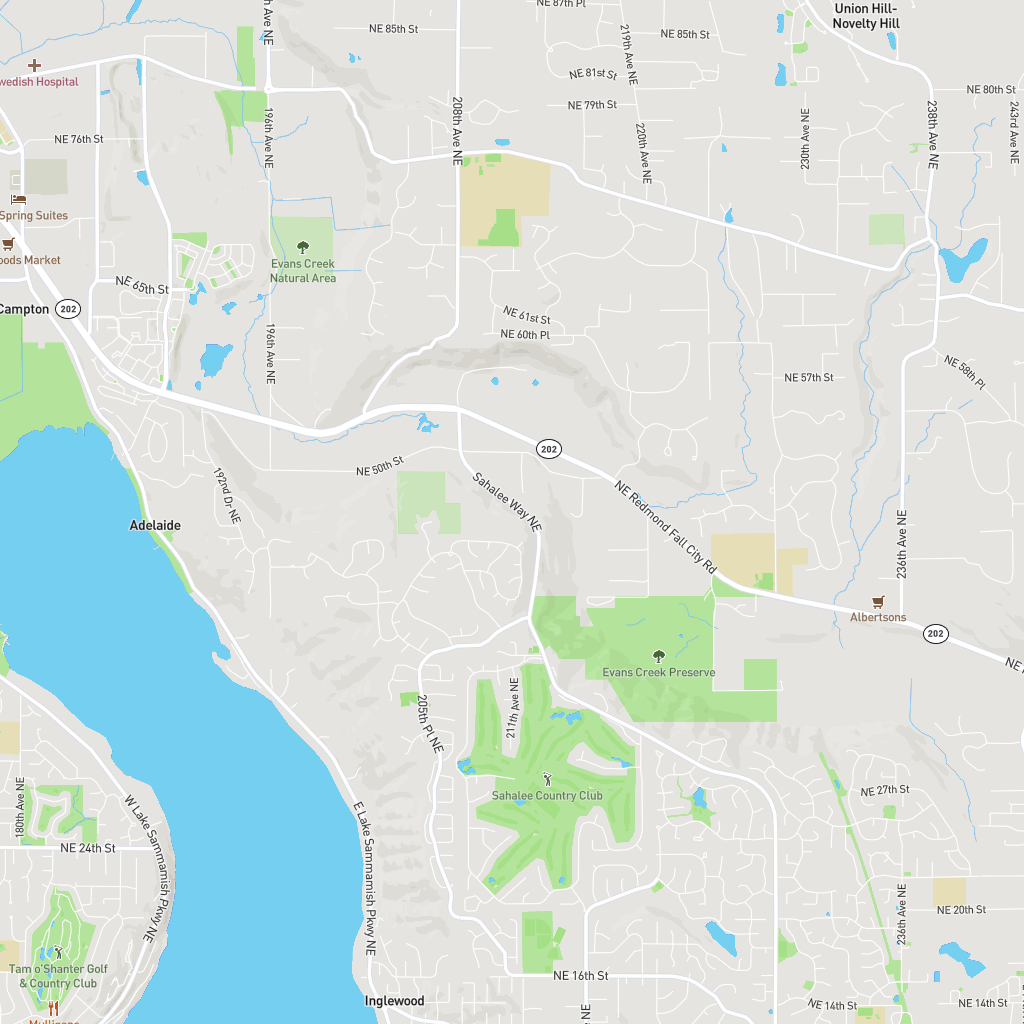 NE 87th Pl
Union Hill-
Novelty Hill
Ave NE
NE 85th St
219th Ave NE
NE 85th St
wedish Hospital
NE 81st St
NE 80th St
208th Ave NE
NE 79th St
196th Ave NE
220th Ave NE
230th Ave NE
238th Ave NE
243rd Ave NE
NE 76th St
Spring Suites
oods Market
Evans Creek
Natural Area
NE 65th St
Campton
202
NE 61st St
NE 60th Pl
196th Ave NE
NE 58th Pl
NE 57th St
202
NE 50th St
192nd Dr NE
Sahalee Way NE
NE Redmond Fall City Rd
Adelaide
236th Ave NE
Albertsons
202
Evans Creek Preserve
205th Pl NE
211th Ave NE
180th Ave NE
W Lake Sammamish Pkwy NE
E Lake Sammamish Pkwy NE
Sahalee Country Club
NE 27th St
NE 24th St
236th Ave NE
NE 20th St
Tam o'Shanter Golf
& Country Club
NE 16th St
Inglewood
NE 14th St
NE 14th St
Ave NE